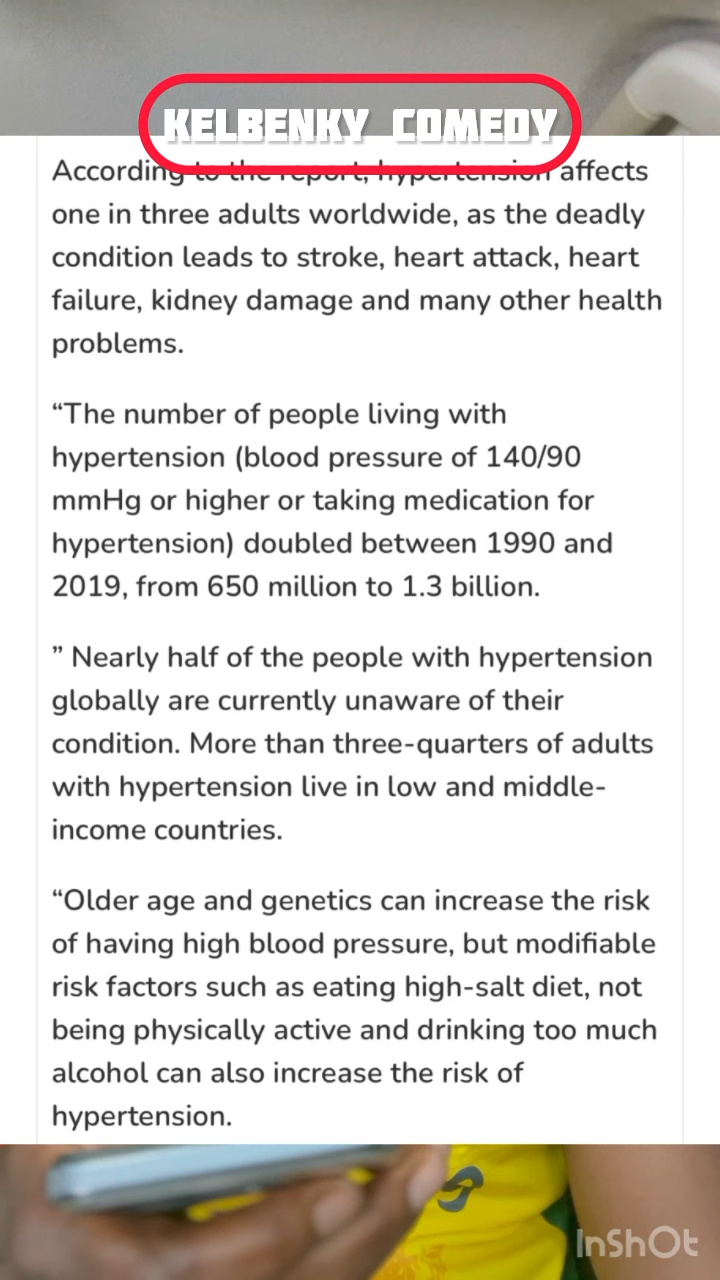 KELBENKY COMEDY
According to the report, hypertension affects
one in three adults worldwide, as the deadly
condition leads to stroke, heart attack, heart
failure, kidney damage and many other health
problems.
“The number of people living with
hypertension (blood pressure of 140/90
mmHg or higher or taking medication for
hypertension) doubled between 1990 and
2019, from 650 million to 1.3 billion.
” Nearly half of the people with hypertension
globally are currently unaware of their
condition. More than three-quarters of adults
with hypertension live in low and middle-
income countries.
“Older age and genetics can increase the risk
of having high blood pressure, but modifiable
risk factors such as eating high-salt diet, not
being physically active and drinking too much
alcohol can also increase the risk of
hypertension.
InShOt